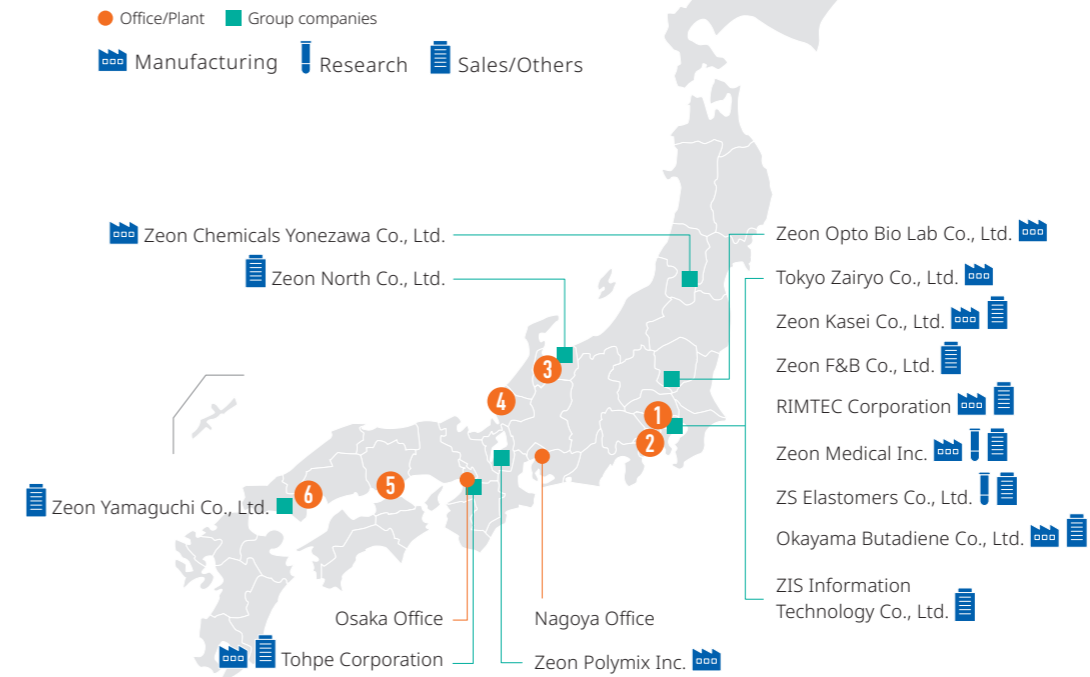 Office/Plant Group companies
Manufacturing Research Sales/Others
Zeon Chemicals Yonezawa Co., Ltd.
Zeon North Co., Ltd.
Zeon Opto Bio Lab Co., Ltd.
Tokyo Zairyo Co., Ltd.
Zeon Kasei Co., Ltd.
Zeon F&B Co., Ltd.
RIMTEC Corporation
Zeon Medical Inc.
ZS Elastomers Co., Ltd.
Okayama Butadiene Co., Ltd.
ZIS Information
Technology Co., Ltd.
3
4
1
2
5
6
Zeon Yamaguchi Co., Ltd.
Osaka Office
Nagoya Office
Tohpe Corporation
Zeon Polymix Inc.